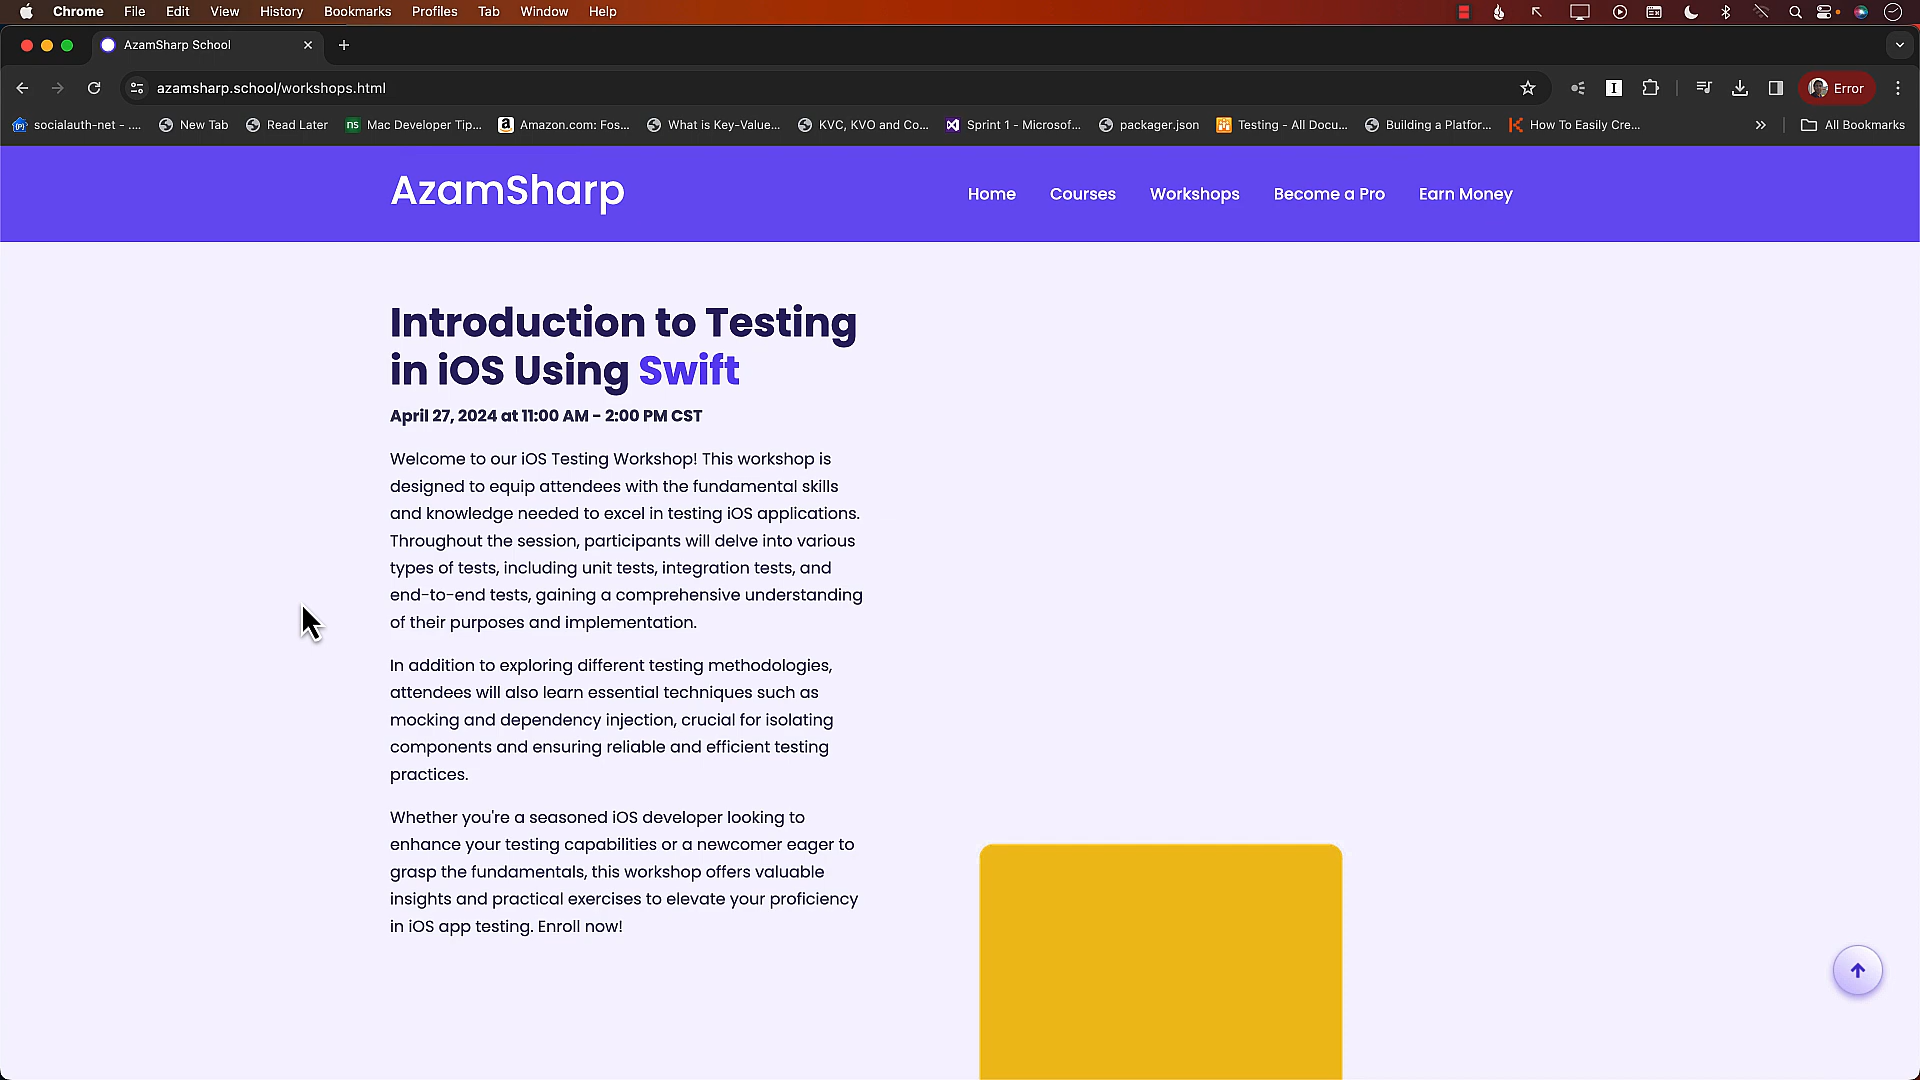 Chrome File Edit View History Bookmarks Profiles Tab Window Help
AzamSharp School
azamsharp.school/workshops.html
Error
socialauth-net - .... New Tab Read Later Mac Developer Tip... Amazon.com: Fos... What is Key-Value... KVC, KVO and Co... Sprint 1 - Microsof... packager.json Testing - All Docu... Building a Platfor... How To Easily Cre... » All Bookmarks
AzamSharp
Home Courses Workshops Become a Pro Earn Money
Introduction to Testing
in iOS Using Swift
April 27, 2024 at 11:00 AM - 2:00 PM CST
Welcome to our iOS Testing Workshop! This workshop is
designed to equip attendees with the fundamental skills
and knowledge needed to excel in testing iOS applications.
Throughout the session, participants will delve into various
types of tests, including unit tests, integration tests, and
end-to-end tests, gaining a comprehensive understanding
of their purposes and implementation.
In addition to exploring different testing methodologies,
attendees will also learn essential techniques such as
mocking and dependency injection, crucial for isolating
components and ensuring reliable and efficient testing
practices.
Whether you're a seasoned iOS developer looking to
enhance your testing capabilities or a newcomer eager to
grasp the fundamentals, this workshop offers valuable
insights and practical exercises to elevate your proficiency
in iOS app testing. Enroll now!